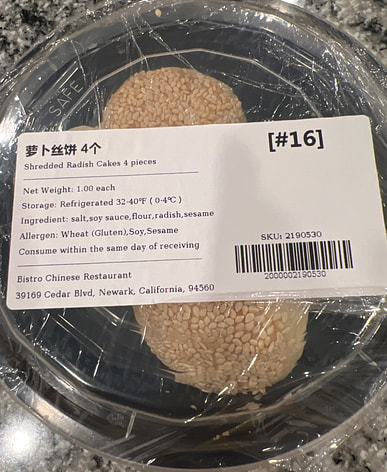 SAFE
萝卜丝饼 4个
[#16]
Shredded Radish Cakes 4 pieces
Net Weight: 1.00 each
Storage: Refrigerated 32-40℉ ( 0-4℃ )
Ingredient: salt,soy sauce,flour,radish,sesame
Allergen: Wheat (Gluten),Soy,Sesame
Consume within the same day of receiving
SKU: 2190530
2000002190530
Bistro Chinese Restaurant
39169 Cedar Blvd, Newark, California, 94560